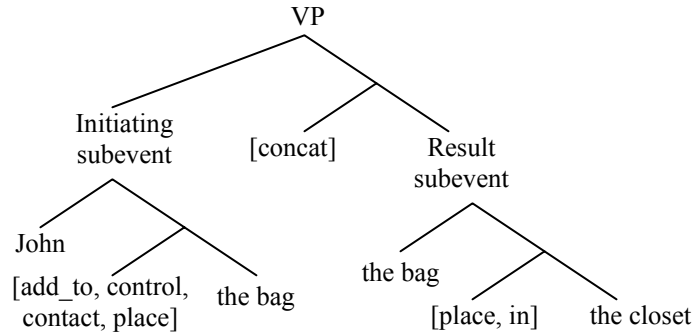 VP
Initiating
subevent
[concat]
Result
subevent
John
[add_to, control,
contact, place]
the bag
the bag
[place, in]
the closet